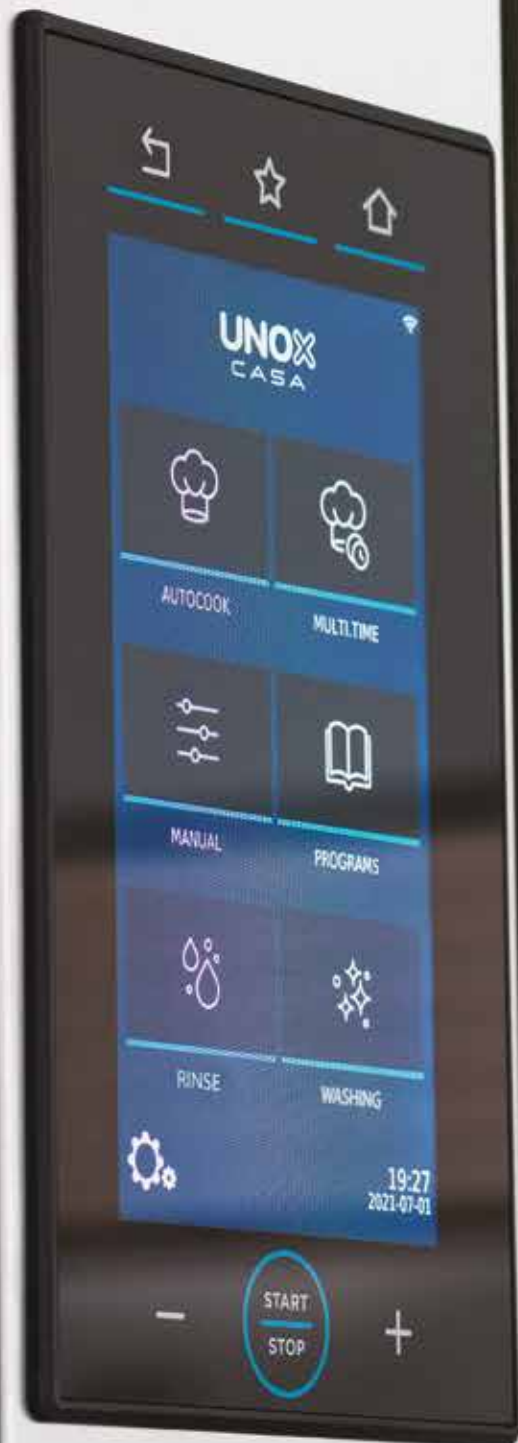 UNOX
CASA
AUTOCOOK
MULTI.TIME
MANUAL
PROGRAMS
RINSE
WASHING
19:27
2021-07-01
START
STOP